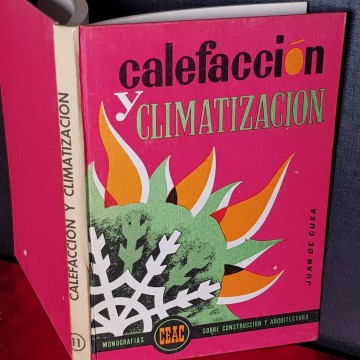 calefacción
y CLIMATIZACION
JUAN DE CUSA
MONOGRAFIAS CEAC SOBRE CONSTRUCCION Y ARQUITECTURA
CALEFACCION Y CLIMATIZACION
11